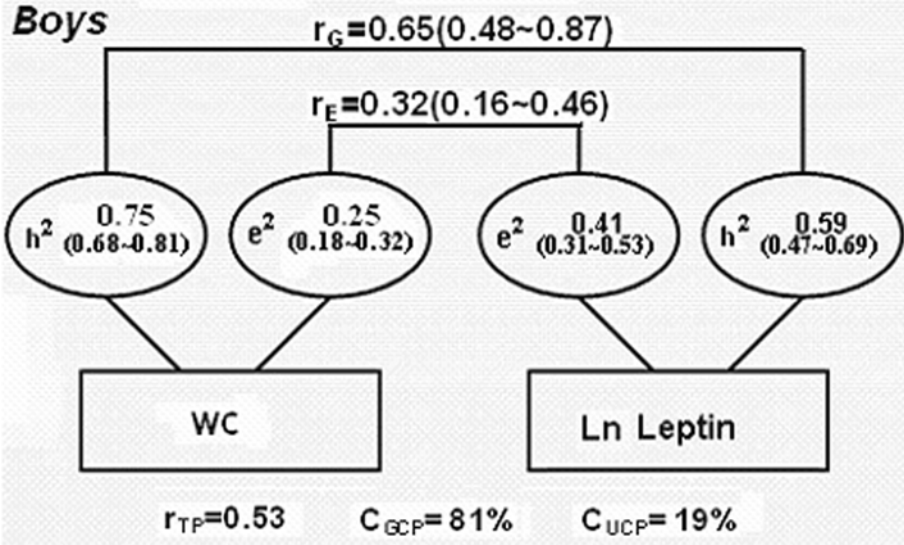 Boys
rG=0.65(0.48~0.87)
rE=0.32(0.16~0.46)
h² 0.75 (0.68~0.81)
e² 0.25 (0.18~0.32)
e² 0.41 (0.31~0.53)
h² 0.59 (0.47~0.69)
WC
Ln Leptin
rTP=0.53 CGCP=81% CUCP=19%